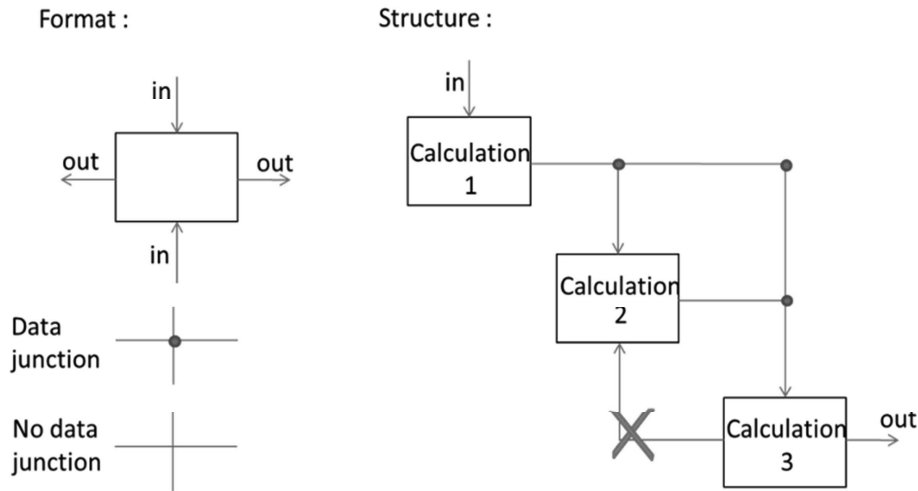 Format :
in
out
out
in
Data
junction
No data
junction
Structure :
in
Calculation
1
Calculation
2
Calculation
3
out